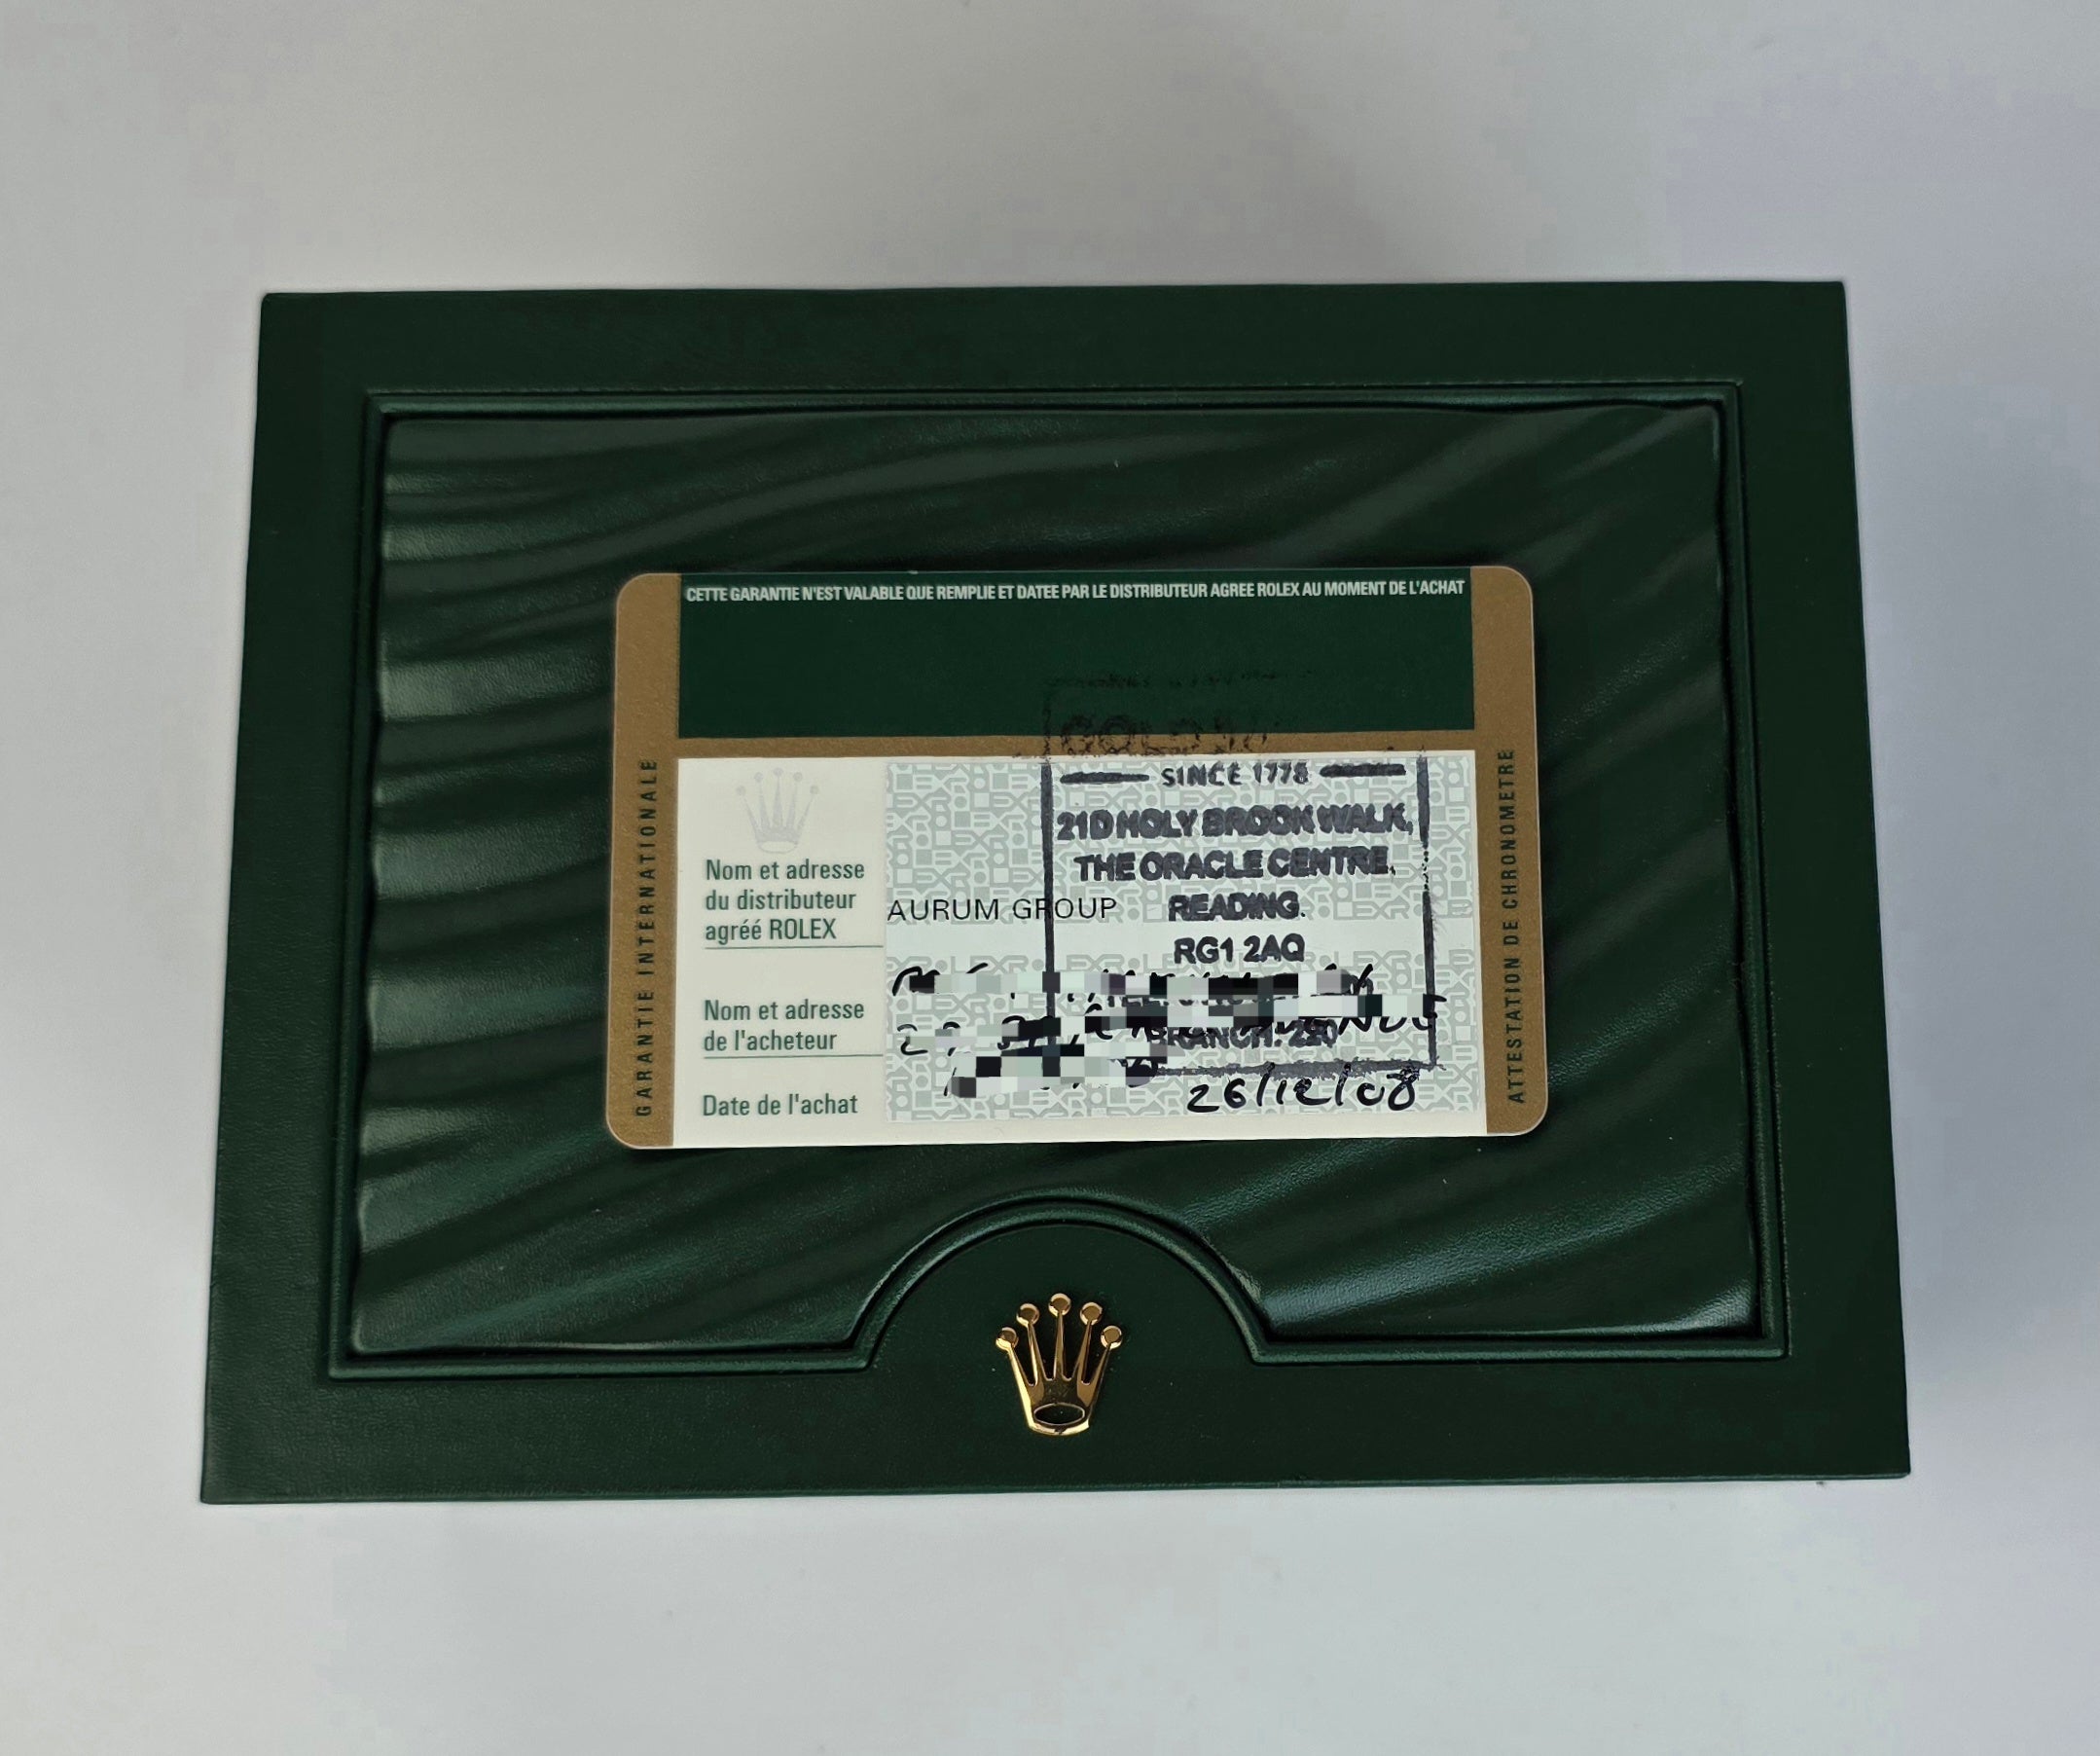 CETTE GARANTIE N'EST VALABLE QUE REMPLIE ET DATEE PAR LE DISTRIBUTEUR AGREE ROLEX AU MOMENT DE L'ACHAT
GARANTIE INTERNATIONALE
Nom et adresse
du distributeur
agréé ROLEX
AURUM GROUP
SINCE 1778
21D HOLY BROOK WALK,
THE ORACLE CENTRE,
READING.
RG1 2AQ
Nom et adresse
de l'acheteur
BRANCH: 220
Date de l'achat
26/12/08
ATTESTATION DE CHRONOMETRE